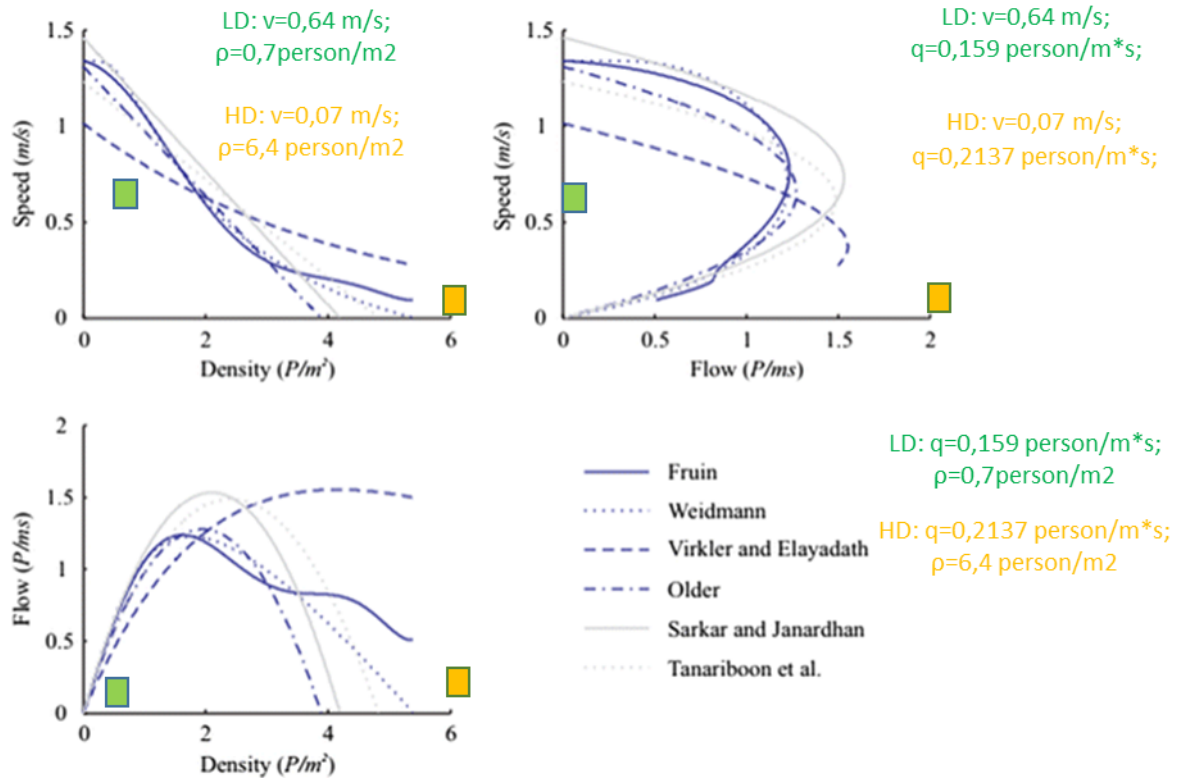 LD: v=0,64 m/s;
ρ=0,7person/m2
HD: v=0,07 m/s;
ρ=6,4 person/m2
1.5
1
0.5
0
Speed (m/s)
0
2
4
6
Density (P/m²)
LD: v=0,64 m/s;
q=0,159 person/m*s;
HD: v=0,07 m/s;
q=0,2137 person/m*s;
1.5
1
0.5
0
Speed (m/s)
0
0.5
1
1.5
2
Flow (P/ms)
2
1.5
1
0.5
0
Flow (P/ms)
0
2
4
6
Density (P/m²)
Fruin
Weidmann
Virkler and Elayadath
Older
Sarkar and Janardhan
Tanariboon et al.
LD: q=0,159 person/m*s;
ρ=0,7person/m2
HD: q=0,2137 person/m*s;
ρ=6,4 person/m2